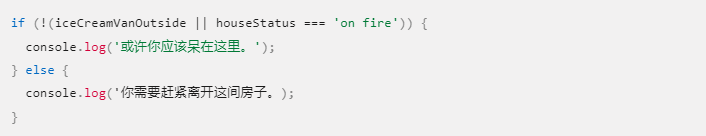 if (!(iceCreamVanOutside || houseStatus === 'on fire')) {
  console.log('或许你应该呆在这里。');
} else {
  console.log('你需要赶紧离开这间房子。);
}